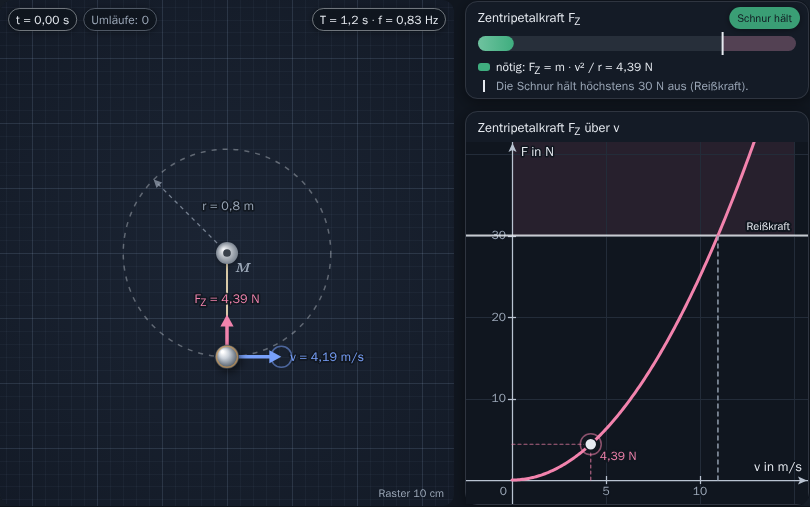 t = 0,00 s
Umläufe: 0
T = 1,2 s · f = 0,83 Hz
r = 0,8 m
M
F_Z = 4,39 N
v = 4,19 m/s
Raster 10 cm
Zentripetalkraft F_Z
Schnur hält
nötig: F_Z = m · v² / r = 4,39 N
Die Schnur hält höchstens 30 N aus (Reißkraft).
Zentripetalkraft F_Z über v
F in N
Reißkraft
30
20
10
4,39 N
v in m/s
0
5
10